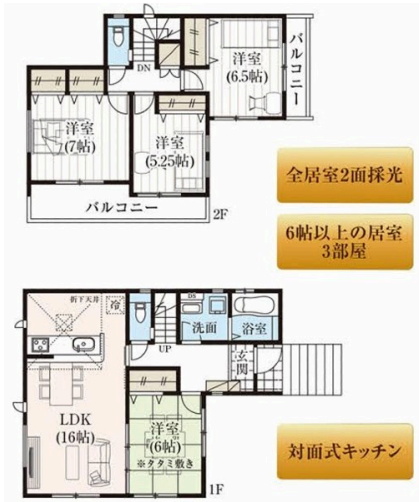 洋室
(6.5帖)
バルコニー
DN
洋室
(7帖)
洋室
(5.25帖)
バルコニー
2F
全居室2面採光
6帖以上の居室
3部屋
折下天井
冷
UP
DS
洗面
浴室
玄関
LDK
(16帖)
洋室
(6帖)
※タタミ敷き
1F
対面式キッチン